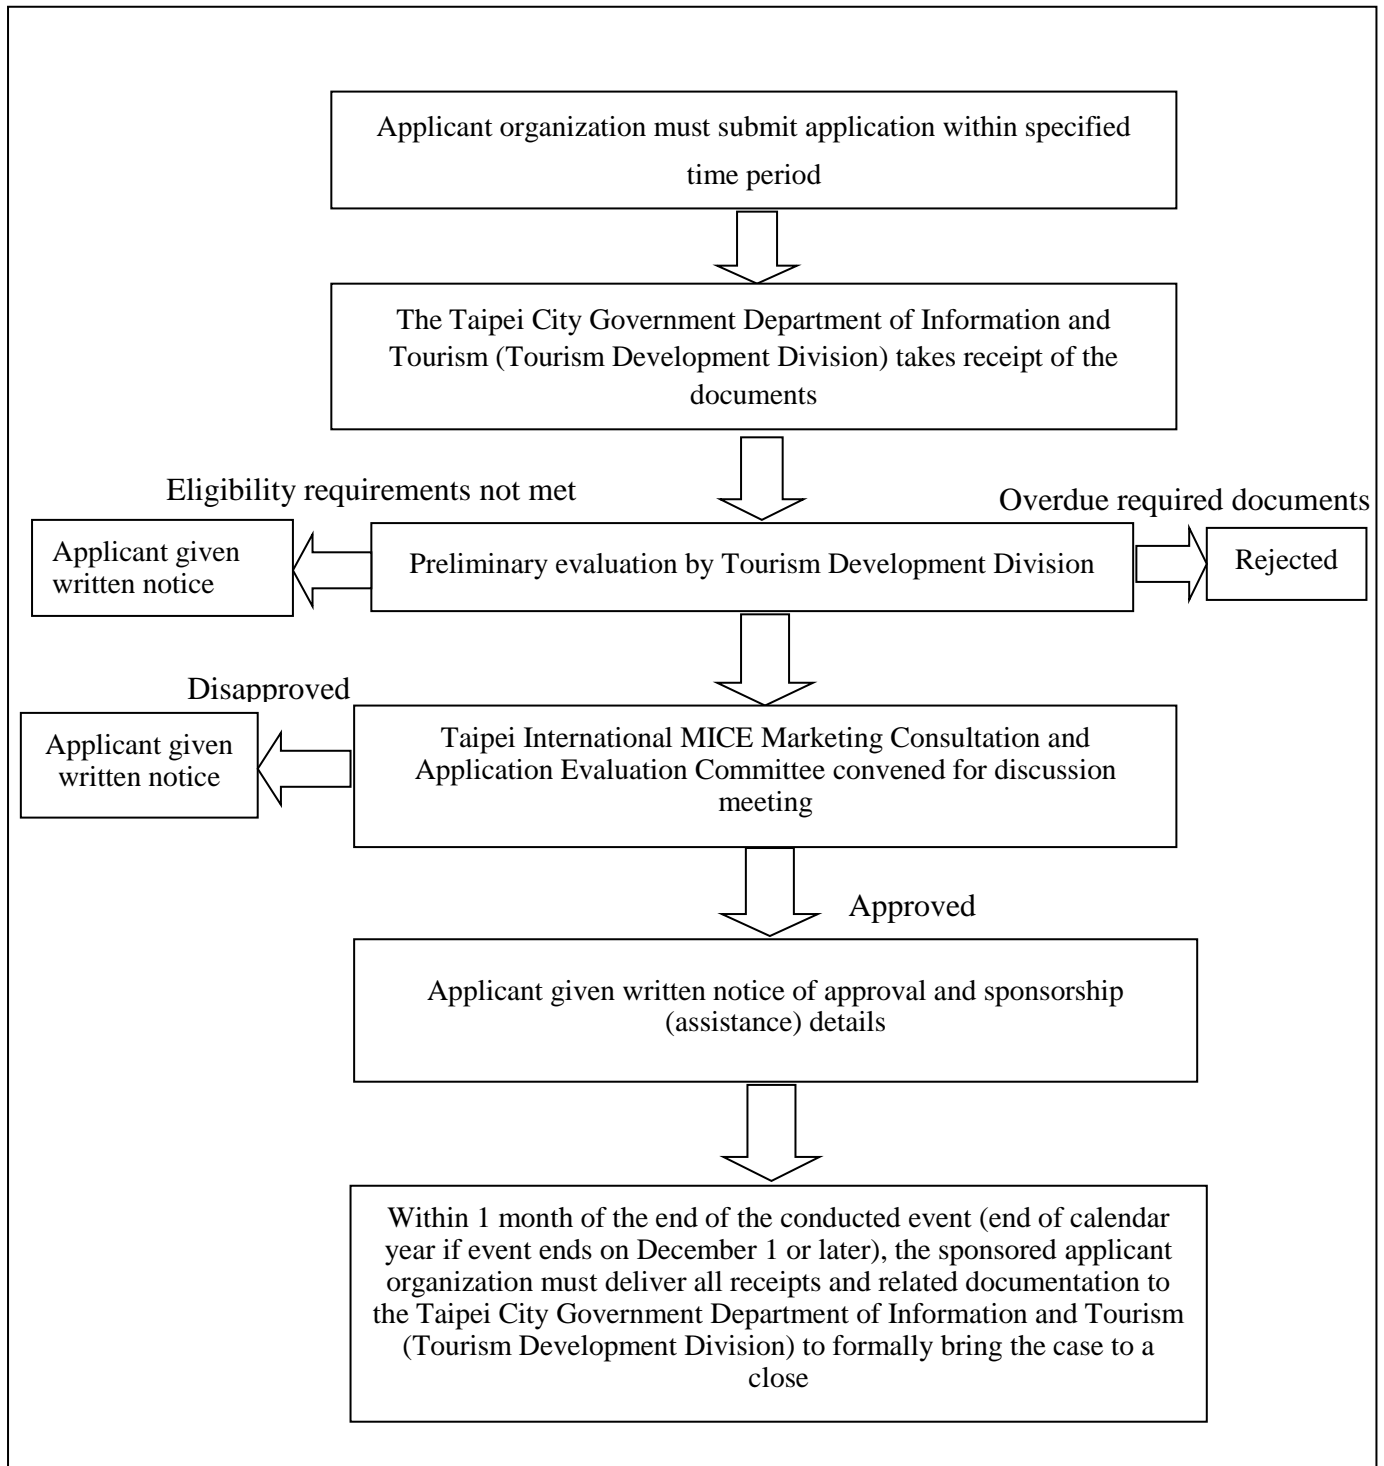 Applicant organization must submit application within specified
time period
The Taipei City Government Department of Information and
Tourism (Tourism Development Division) takes receipt of the
documents
Eligibility requirements not met
Overdue required documents
Applicant given
written notice
Preliminary evaluation by Tourism Development Division
Rejected
Disapproved
Applicant given
written notice
Taipei International MICE Marketing Consultation and
Application Evaluation Committee convened for discussion
meeting
Approved
Applicant given written notice of approval and sponsorship
(assistance) details
Within 1 month of the end of the conducted event (end of calendar
year if event ends on December 1 or later), the sponsored applicant
organization must deliver all receipts and related documentation to
the Taipei City Government Department of Information and Tourism
(Tourism Development Division) to formally bring the case to a
close